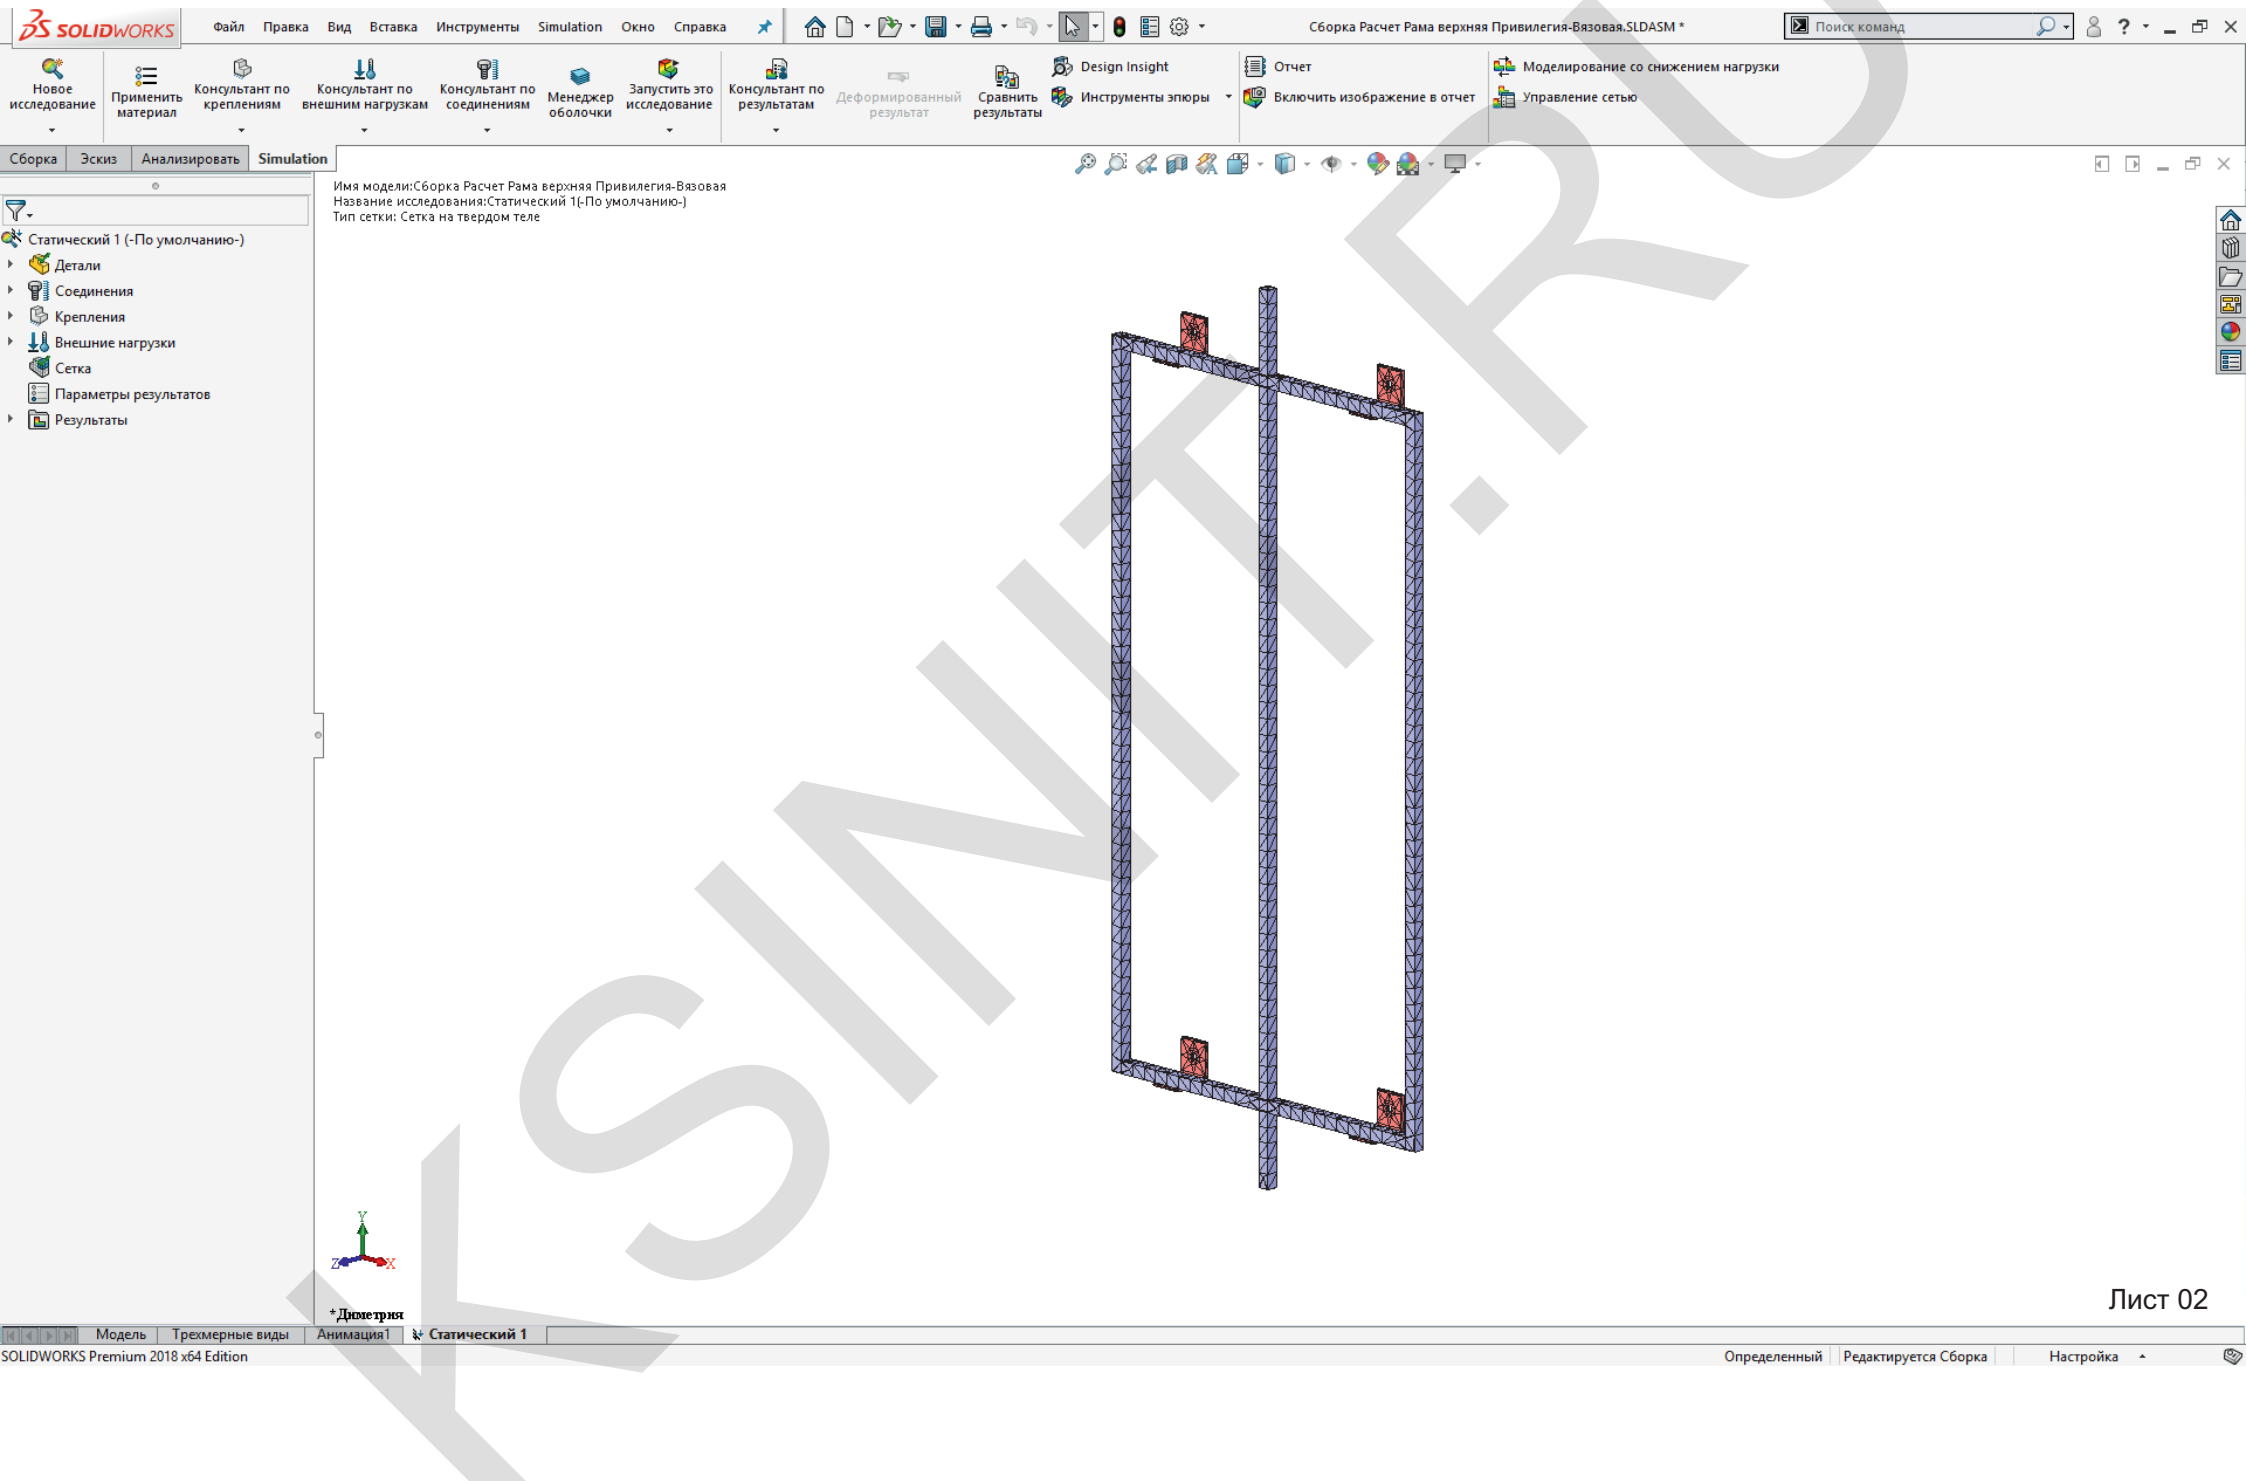 SOLIDWORKS Файл Правка Вид Вставка Инструменты Simulation Окно Справка Сборка Расчет Рама верхняя Привилегия-Вязовая.SLDASM * Поиск команд
Новое исследование
Применить материал
Консультант по креплениям
Консультант по внешним нагрузкам
Консультант по соединениям
Менеджер оболочки
Запустить это исследование
Консультант по результатам
Деформированный результат
Сравнить результаты
Design Insight
Инструменты эпюры
Отчет
Включить изображение в отчет
Моделирование со снижением нагрузки
Управление сетью
Сборка Эскиз Анализировать Simulation
Имя модели:Сборка Расчет Рама верхняя Привилегия-Вязовая
Название исследования:Статический 1(-По умолчанию-)
Тип сетки: Сетка на твердом теле
Статический 1 (-По умолчанию-)
Детали
Соединения
Крепления
Внешние нагрузки
Сетка
Параметры результатов
Результаты
Y
Z X
*Диметрия
Лист 02
Модель Трехмерные виды Анимация1 Статический 1
SOLIDWORKS Premium 2018 x64 Edition Определенный Редактируется Сборка Настройка
KSINIT.RU